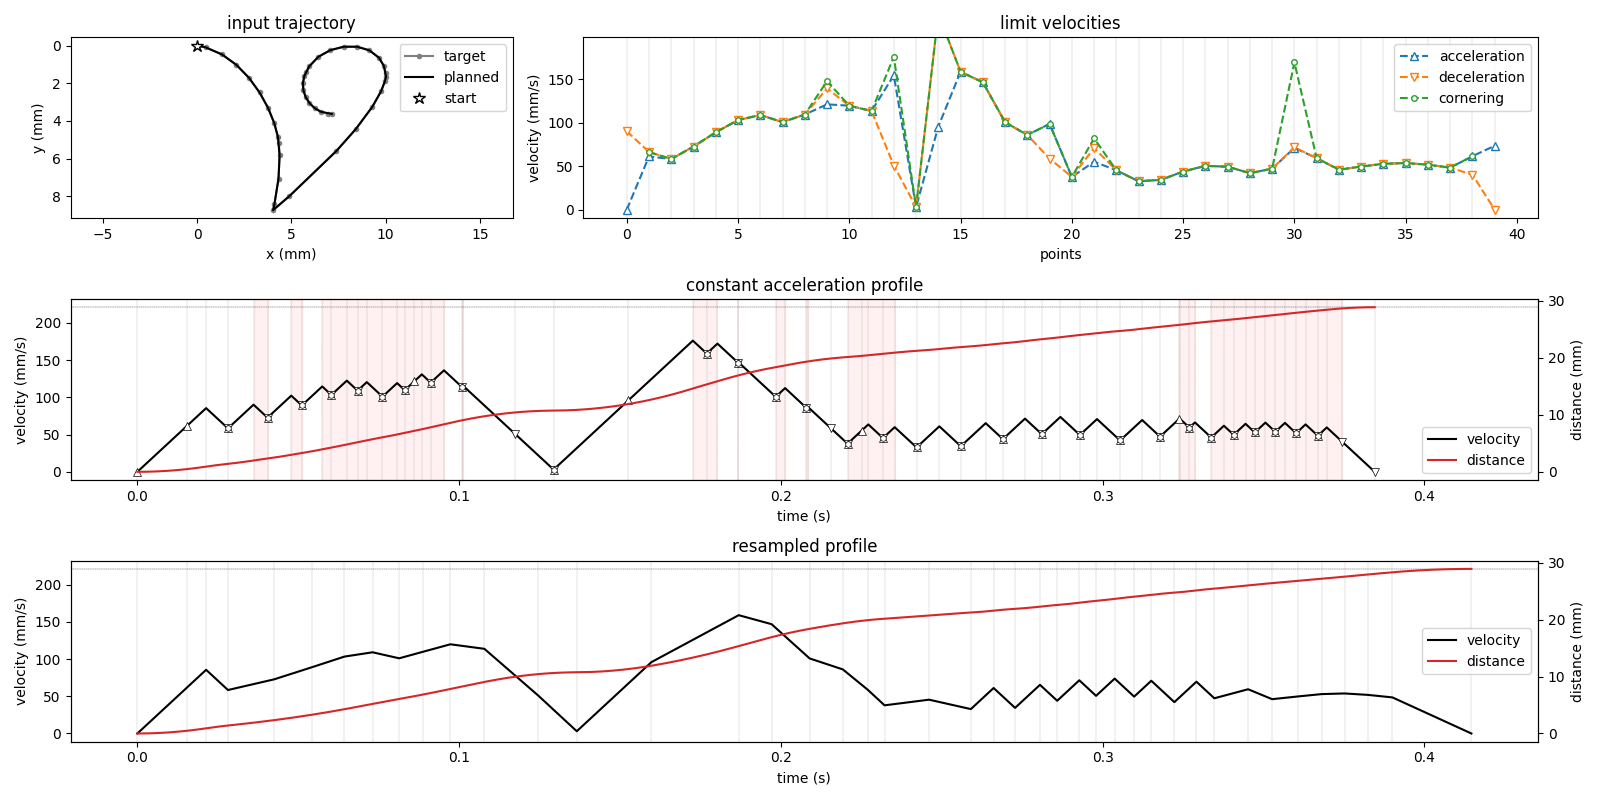 input trajectory
y (mm)
0
2
4
6
8
−5
0
5
10
15
x (mm)
target
planned
start
limit velocities
velocity (mm/s)
150
100
50
0
0
5
10
15
20
25
30
35
40
points
acceleration
deceleration
cornering
constant acceleration profile
velocity (mm/s)
200
150
100
50
0
0.0
0.1
0.2
0.3
0.4
time (s)
30
20
10
0
distance (mm)
velocity
distance
resampled profile
velocity (mm/s)
200
150
100
50
0
0.0
0.1
0.2
0.3
0.4
time (s)
30
20
10
0
distance (mm)
velocity
distance